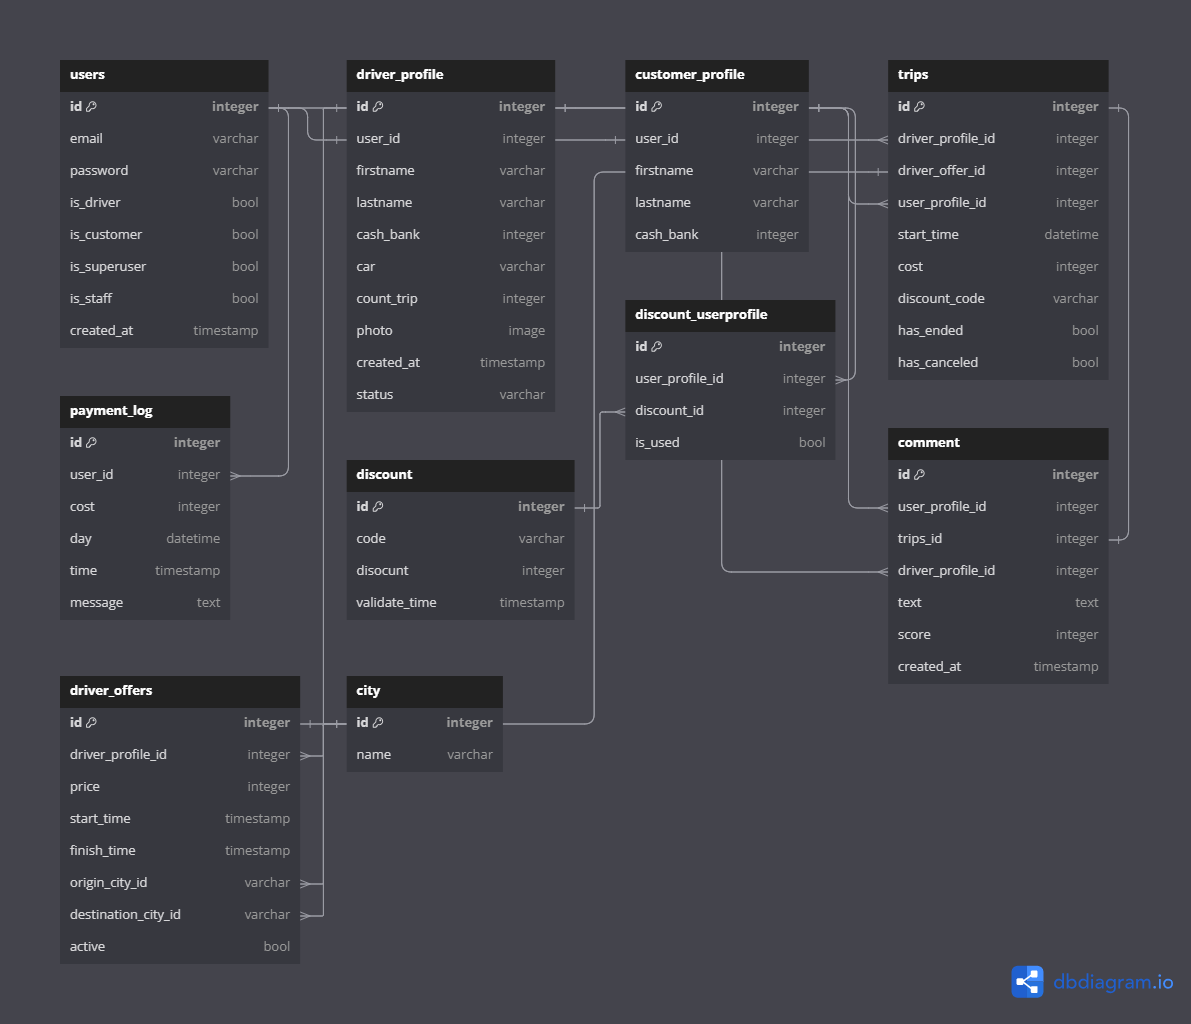 users
id integer
email varchar
password varchar
is_driver bool
is_customer bool
is_superuser bool
is_staff bool
created_at timestamp
driver_profile
id integer
user_id integer
firstname varchar
lastname varchar
cash_bank integer
car varchar
count_trip integer
photo image
created_at timestamp
status varchar
customer_profile
id integer
user_id integer
firstname varchar
lastname varchar
cash_bank integer
trips
id integer
driver_profile_id integer
driver_offer_id integer
user_profile_id integer
start_time datetime
cost integer
discount_code varchar
has_ended bool
has_canceled bool
discount_userprofile
id integer
user_profile_id integer
discount_id integer
is_used bool
payment_log
id integer
user_id integer
cost integer
day datetime
time timestamp
message text
discount
id integer
code varchar
disocunt integer
validate_time timestamp
comment
id integer
user_profile_id integer
trips_id integer
driver_profile_id integer
text text
score integer
created_at timestamp
driver_offers
id integer
driver_profile_id integer
price integer
start_time timestamp
finish_time timestamp
origin_city_id varchar
destination_city_id varchar
active bool
city
id integer
name varchar
dbdiagram.io